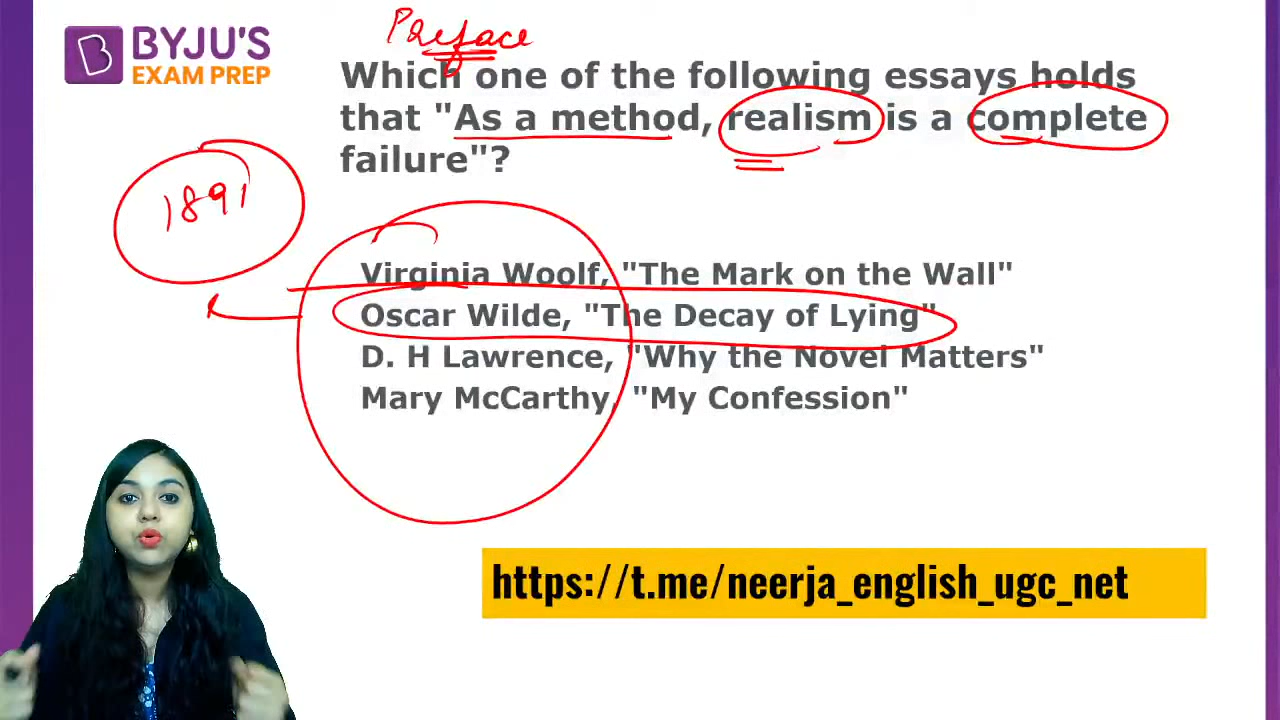 BYJU'S
EXAM PREP
Preface
Which one of the following essays holds
that "As a method, realism is a complete
failure"?
1891
Virginia Woolf, "The Mark on the Wall"
Oscar Wilde, "The Decay of Lying"
D. H Lawrence, "Why the Novel Matters"
Mary McCarthy, "My Confession"
https://t.me/neerja_english_ugc_net